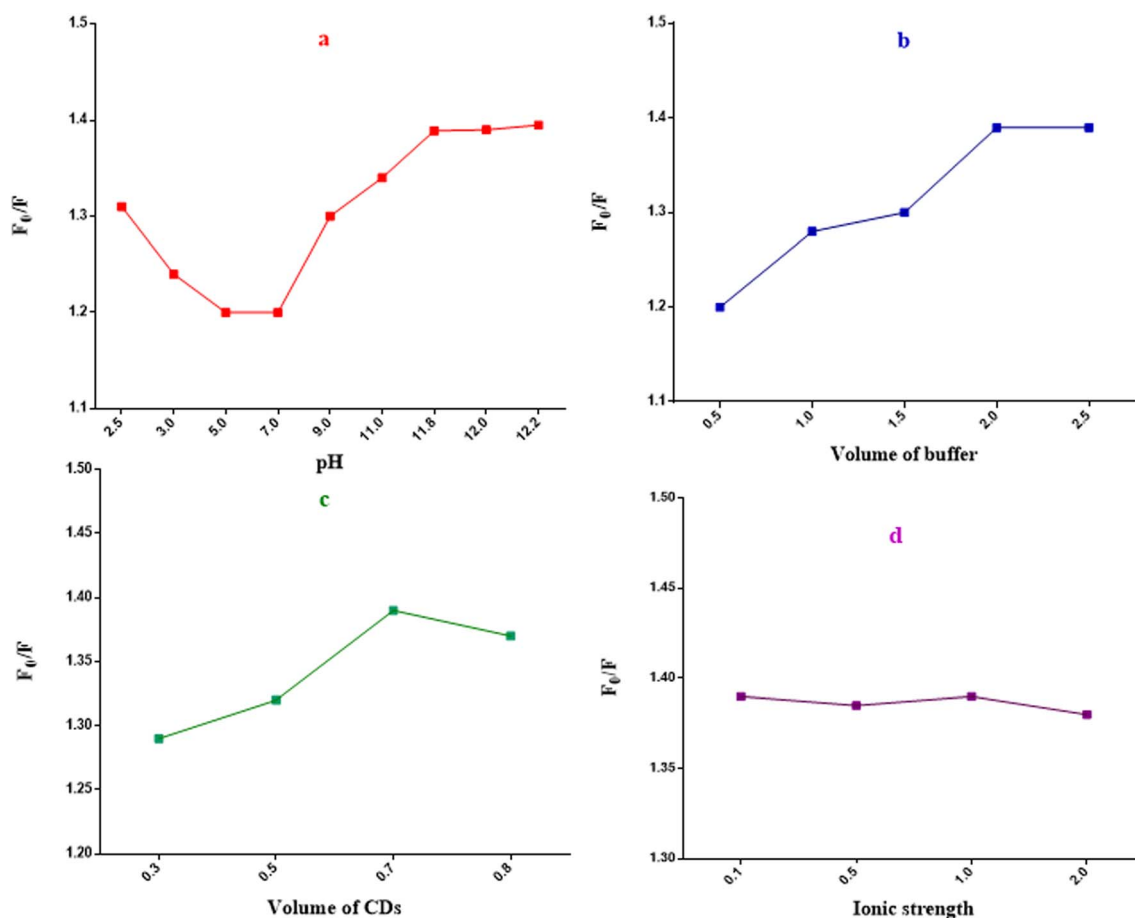 a
1.5
1.4
1.3
1.2
1.1
F₀/F
2.5 3.0 5.0 7.0 9.0 11.0 11.8 12.0 12.2
pH
b
1.5
1.4
1.3
1.2
1.1
F₀/F
0.5 1.0 1.5 2.0 2.5
Volume of buffer
c
1.50
1.45
1.40
1.35
1.30
1.25
1.20
F₀/F
0.3 0.5 0.7 0.8
Volume of CDs
d
1.50
1.45
1.40
1.35
1.30
F₀/F
0.1 0.5 1.0 2.0
Ionic strength